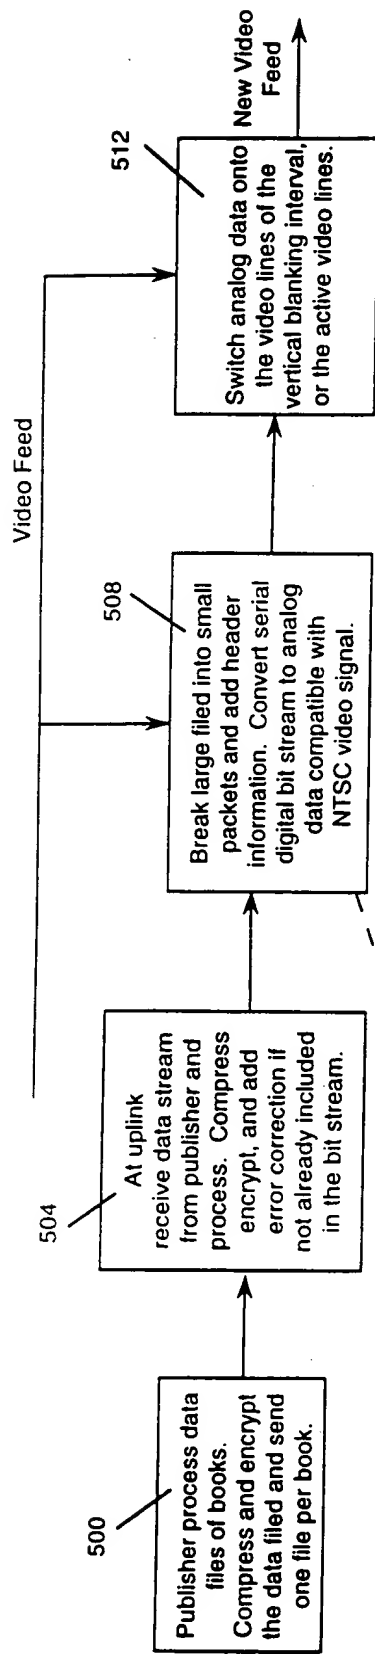 500
Publisher process data
files of books.
Compress and encrypt
the data filed and send
one file per book.
504
At uplink
receive data stream
from publisher and
process. Compress
encrypt, and add
error correction if
not already included
in the bit stream.
Video Feed
508
Break large filed into small
packets and add header
information. Convert serial
digital bit stream to analog
data compatible with
NTSC video signal.
512
Switch analog data onto
the video lines of the
vertical blanking interval,
or the active video lines.
New Video
Feed